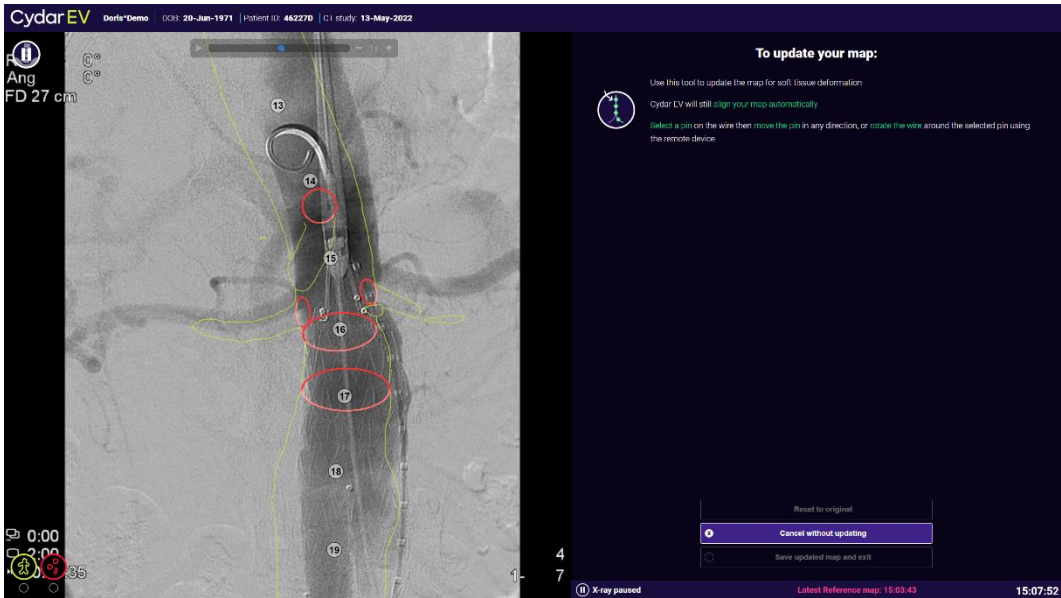 Cydar EV Doris^Demo DOB: 20-Jun-1971 Patient ID: 46227D CT study: 13-May-2022
0°
Ang 0°
FD 27 cm
13
14
15
16
17
18
19
0:00
2:00
35
4
1- 7
To update your map:
Use this tool to update the map for soft tissue deformation
Cydar EV will still align your map automatically
Select a pin on the wire then move the pin in any direction, or rotate the wire around the selected pin using
the remote device
Reset to original
Cancel without updating
Save updated map and exit
X-ray paused
Latest Reference map: 15:03:43
15:07:52